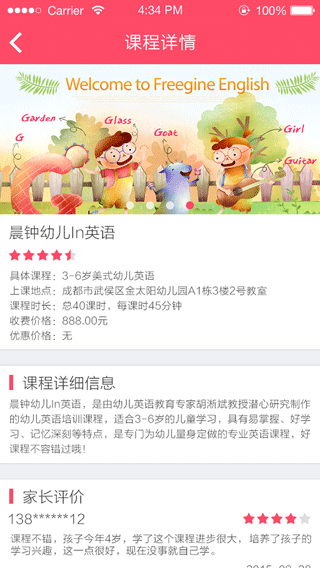 Carrier 4:34 PM 100%
课程详情
Welcome to Freegine English
Garden
Glass
Goat
Girl
G
Guitar
晨钟幼儿In英语
具体课程：3-6岁美式幼儿英语
上课地点：成都市武侯区金太阳幼儿园A1栋3楼2号教室
课程时长：总40课时，每课时45分钟
收费价格：888.00元
优惠价格：无
课程详细信息
晨钟幼儿In英语，是由幼儿英语教育专家胡浙斌教授潜心研究制作
的幼儿英语培训课程，适合3-6岁的儿童学习，具有易掌握、好学
习、记忆深刻等特点，是专门为幼儿量身定做的专业英语课程，好
课程不容错过哦！
家长评价
138******12
课程不错，孩子今年4岁，学了这个课程进步很大，培养了孩子的
学习兴趣，这一点很好，现在没事就自己学。